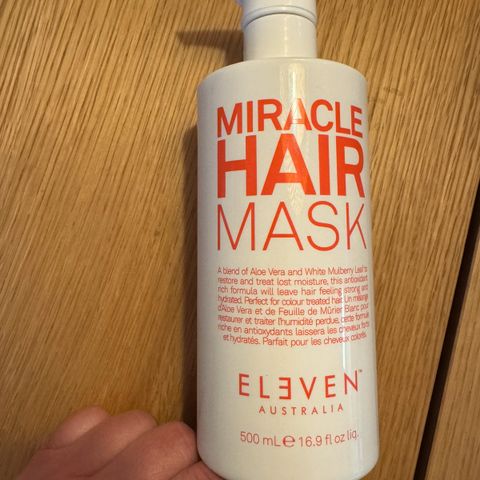 MIRACLE
HAIR
MASK
A blend of Aloe Vera and White Mulberry Leaf to
restore and treat lost moisture, this antioxidant
rich formula will leave hair feeling strong and
hydrated. Perfect for colour treated hair. Un mélange
d'Aloe Vera et de Feuille de Mûrier Blanc pour
restaurer et traiter l'humidité perdue, cette formule
riche en antioxydants laissera les cheveux forts
et hydratés. Parfait pour les cheveux colorés.
ELEVEN™
AUSTRALIA
500 mL ℮ 16.9 fl oz liq.